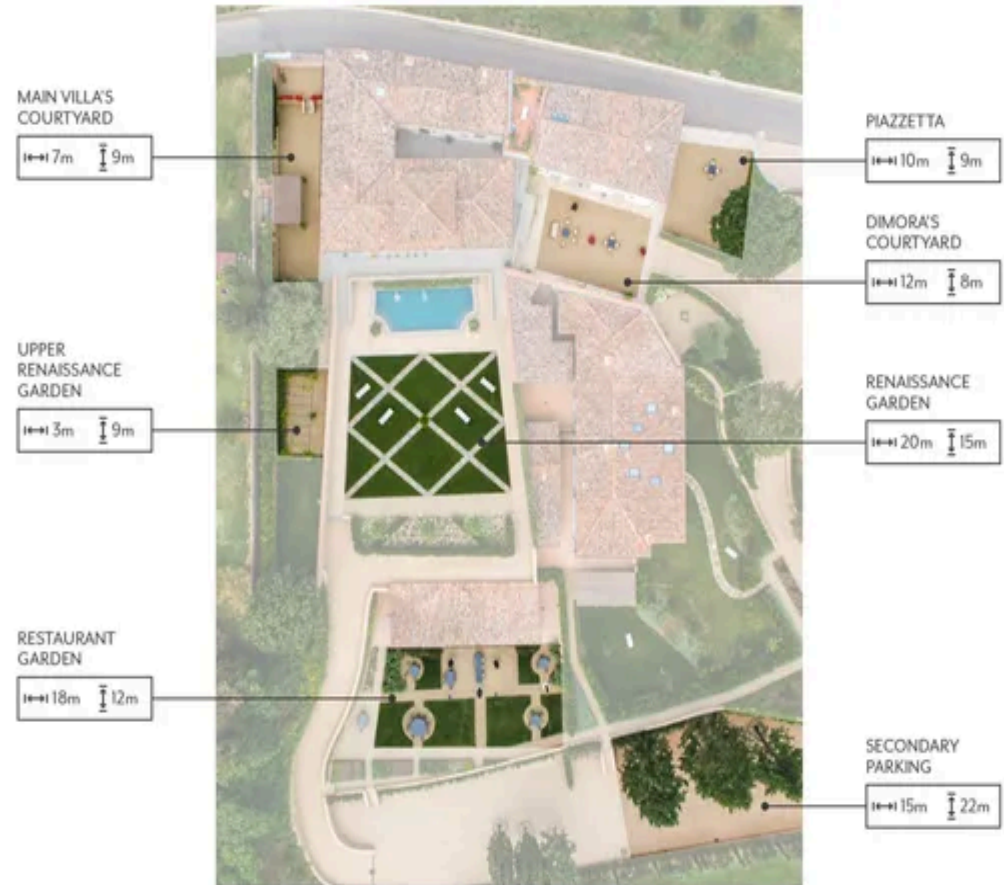 MAIN VILLA'S
COURTYARD
7m 9m
UPPER
RENAISSANCE
GARDEN
3m 9m
RESTAURANT
GARDEN
18m 12m
PIAZZETTA
10m 9m
DIMORA'S
COURTYARD
12m 8m
RENAISSANCE
GARDEN
20m 15m
SECONDARY
PARKING
15m 22m